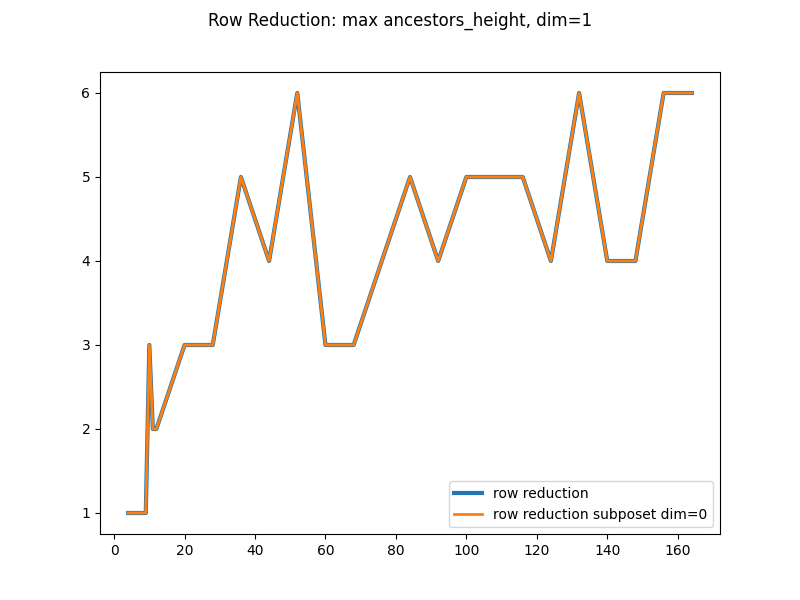 Row Reduction: max ancestors_height, dim=1
6
5
4
3
2
1
row reduction
row reduction subposet dim=0
0 20 40 60 80 100 120 140 160